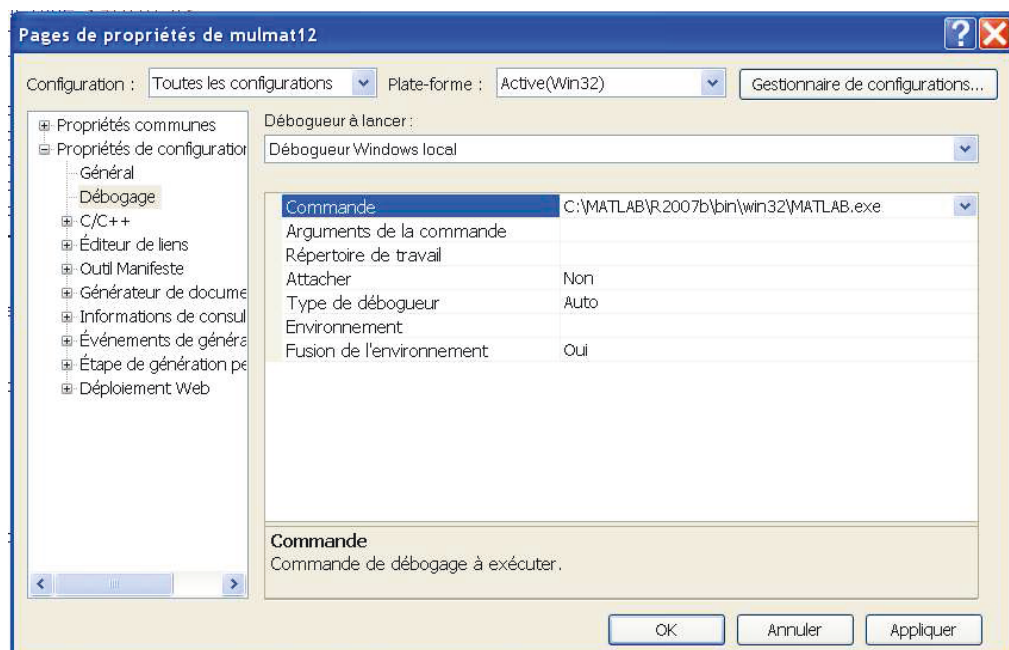 Pages de propriétés de mulmat12
Configuration : Toutes les configurations Plate-forme : Active(Win32) Gestionnaire de configurations...
Propriétés communes
Propriétés de configuration
Général
Débogage
C/C++
Éditeur de liens
Outil Manifeste
Générateur de docume
Informations de consul
Événements de généra
Étape de génération pe
Déploiement Web
Débogueur à lancer :
Débogueur Windows local
Commande C:\MATLAB\R2007b\bin\win32\MATLAB.exe
Arguments de la commande
Répertoire de travail
Attacher Non
Type de débogueur Auto
Environnement
Fusion de l'environnement Oui
Commande
Commande de débogage à exécuter.
OK Annuler Appliquer